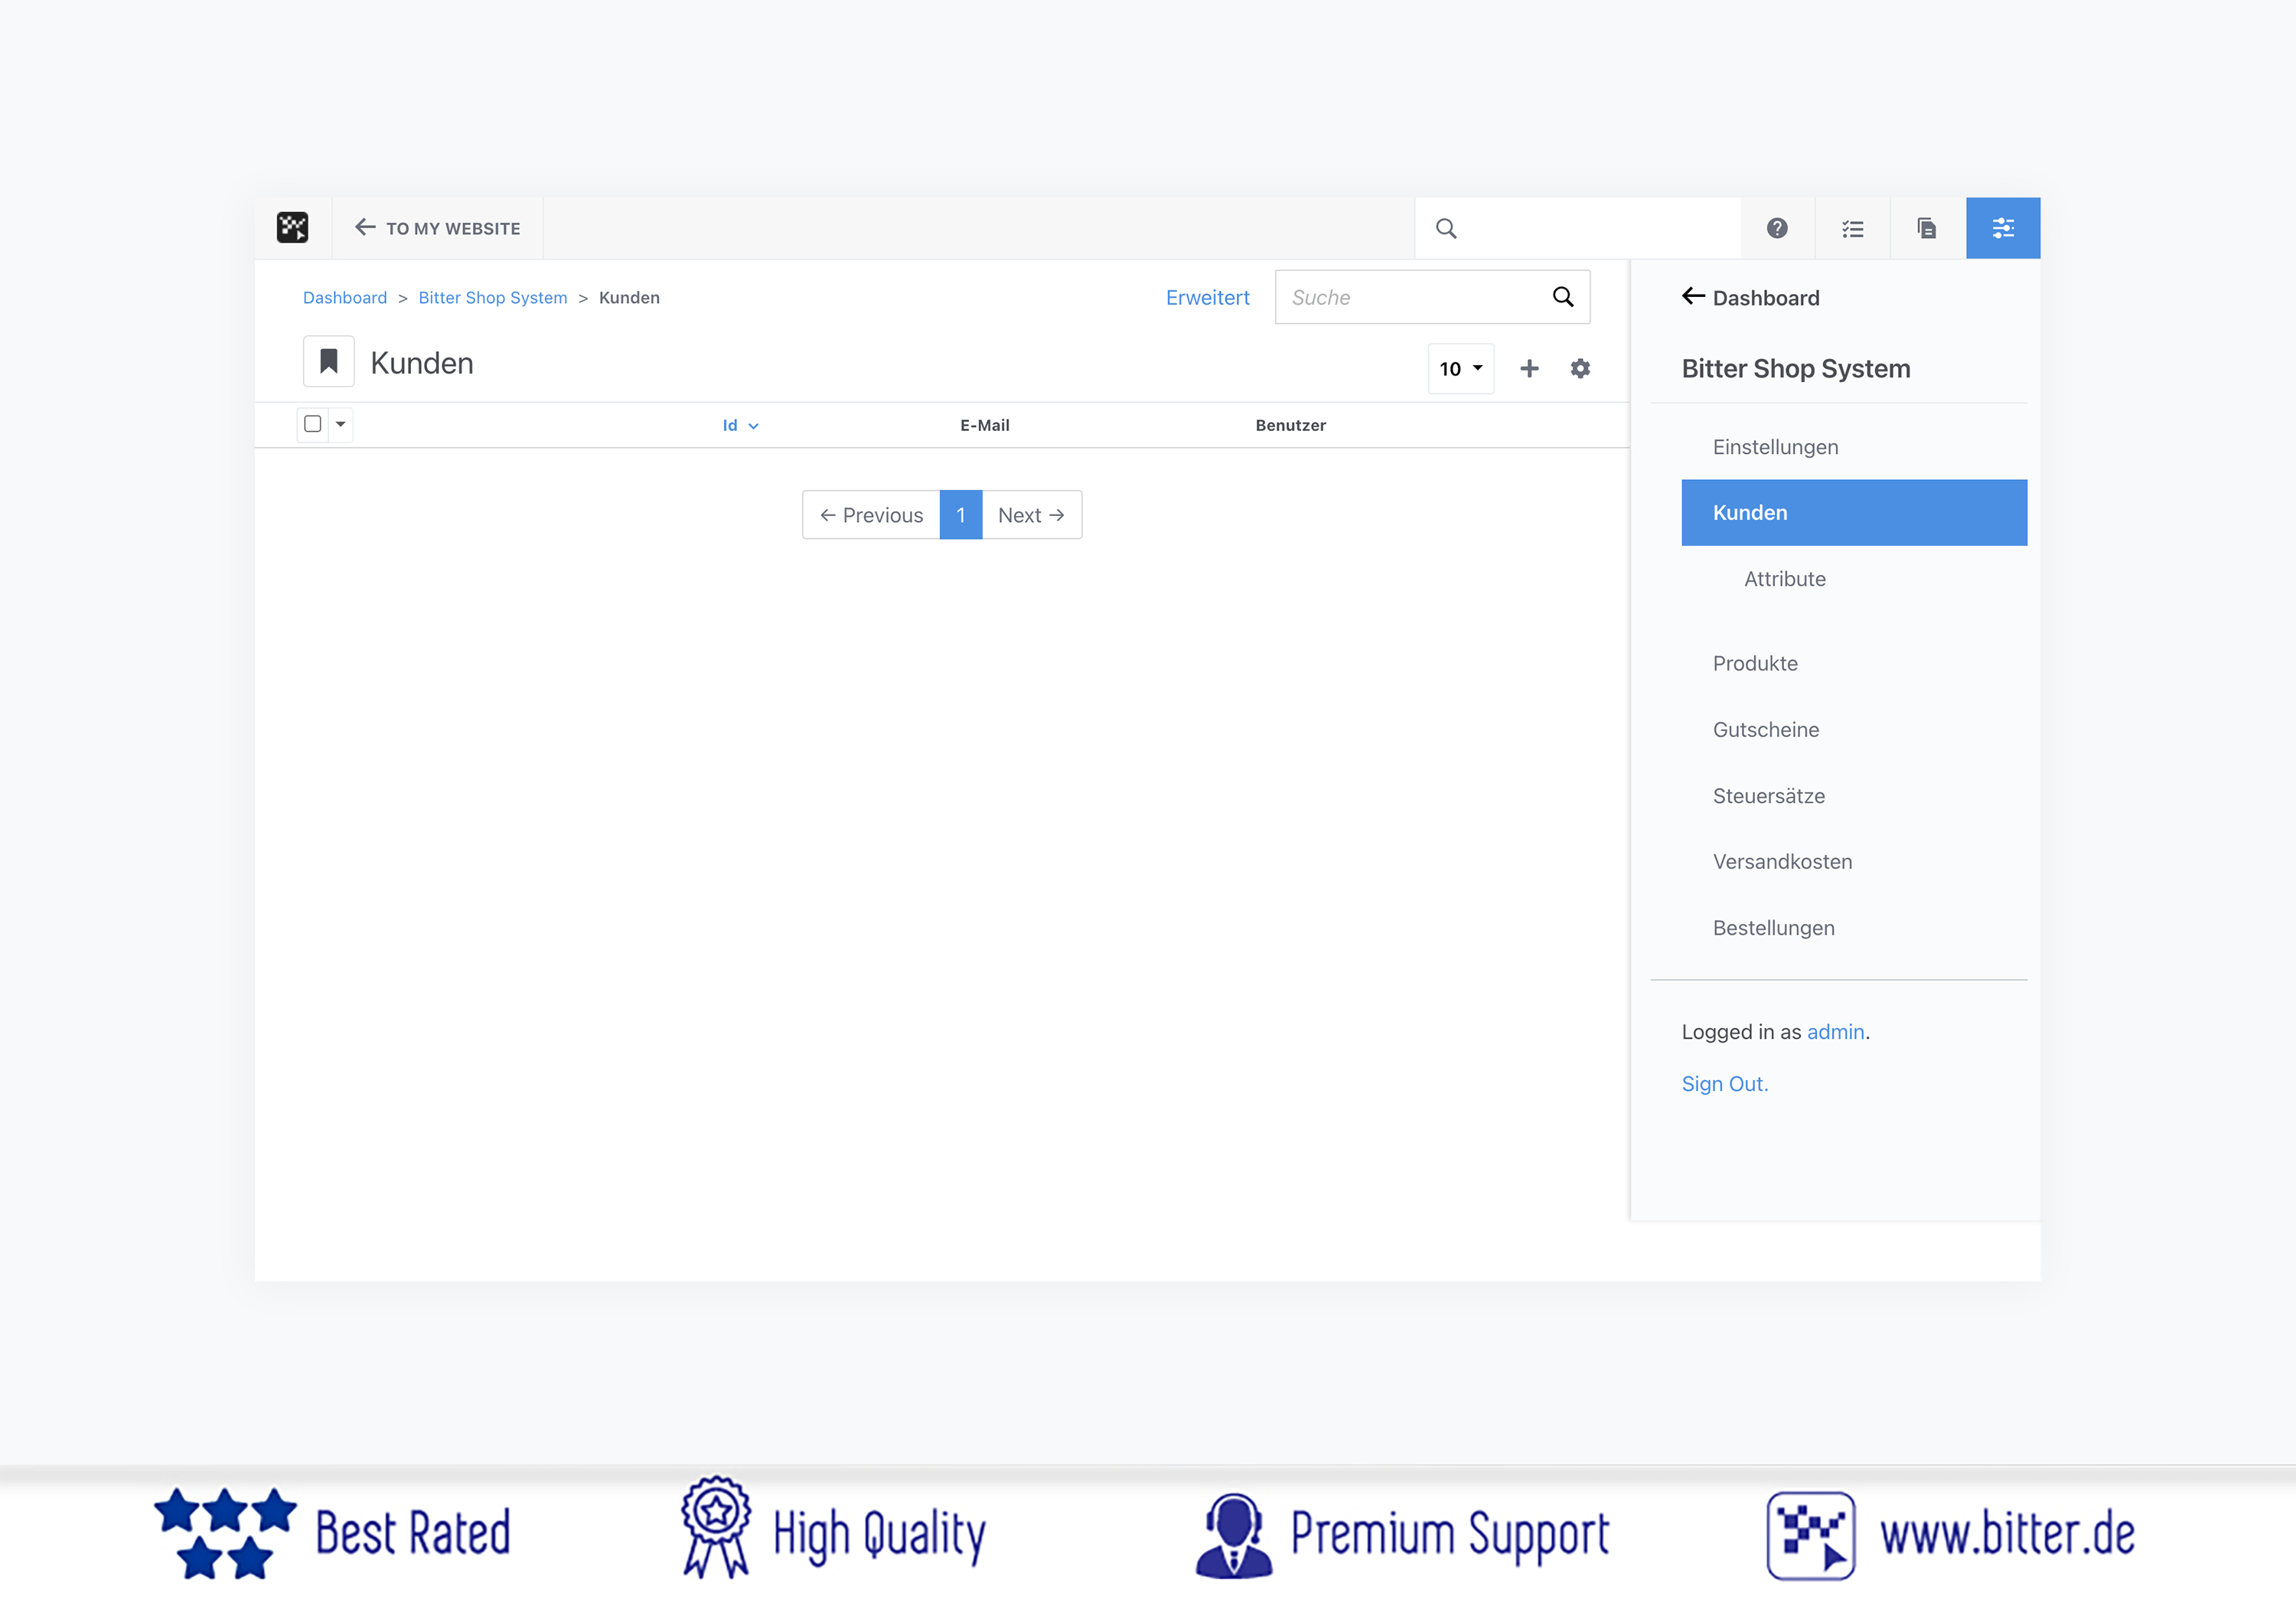 TO MY WEBSITE
Dashboard > Bitter Shop System > Kunden
Erweitert
Suche
Kunden
10
Id
E-Mail
Benutzer
Previous
1
Next
Dashboard
Bitter Shop System
Einstellungen
Kunden
Attribute
Produkte
Gutscheine
Steuersätze
Versandkosten
Bestellungen
Logged in as admin.
Sign Out.
Best Rated
High Quality
Premium Support
www.bitter.de